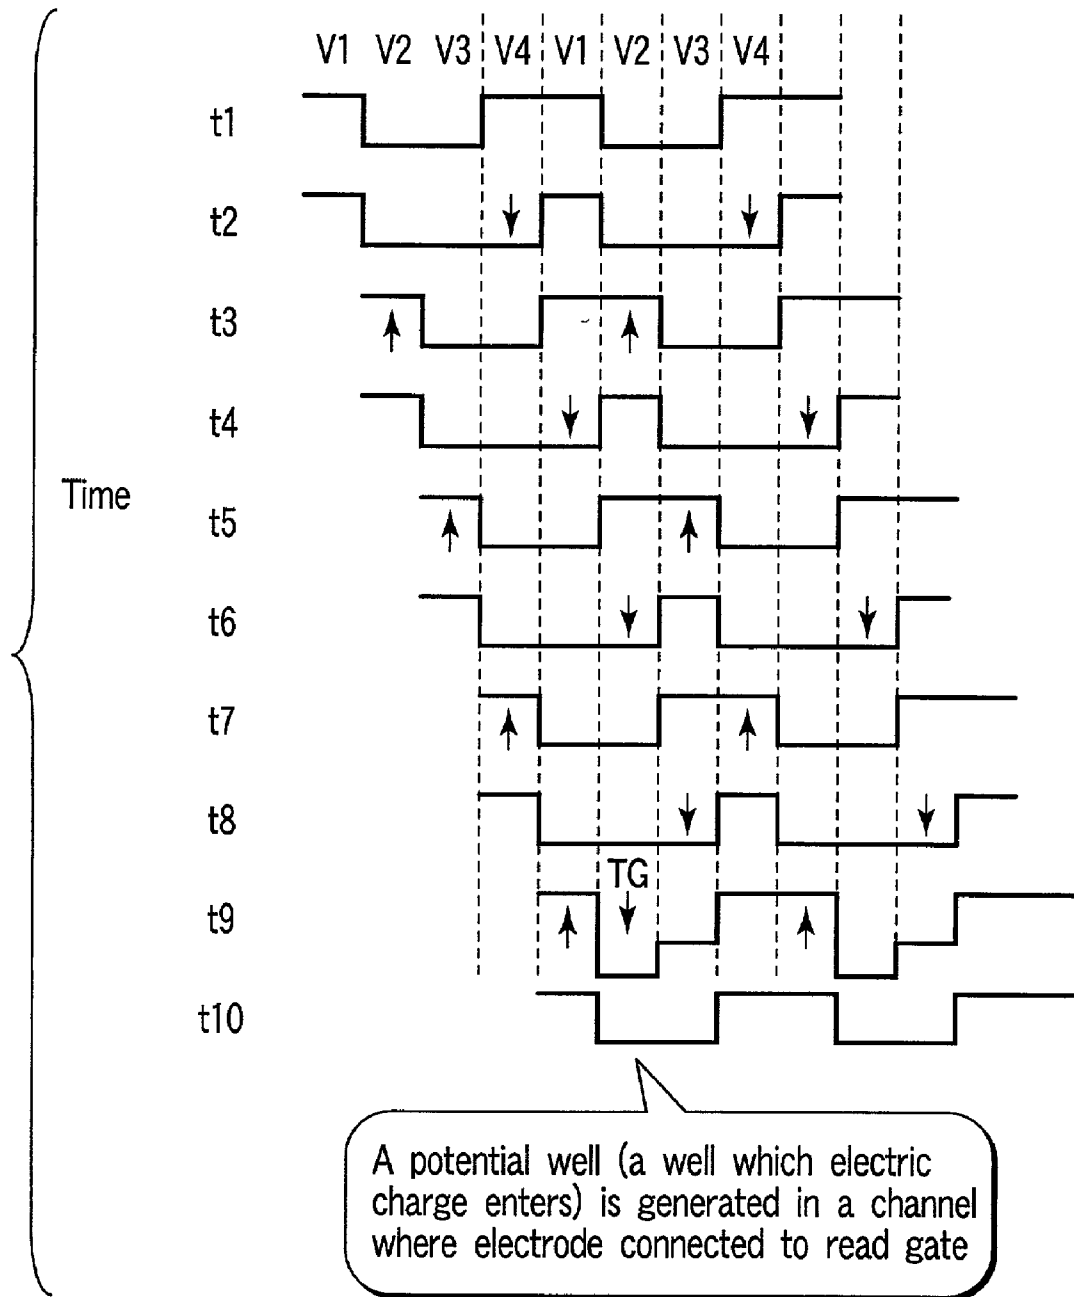 V1 V2 V3 V4 V1 V2 V3 V4
t1
t2
t3
t4
Time
t5
t6
t7
t8
TG
t9
t10
A potential well (a well which electric
charge enters) is generated in a channel
where electrode connected to read gate